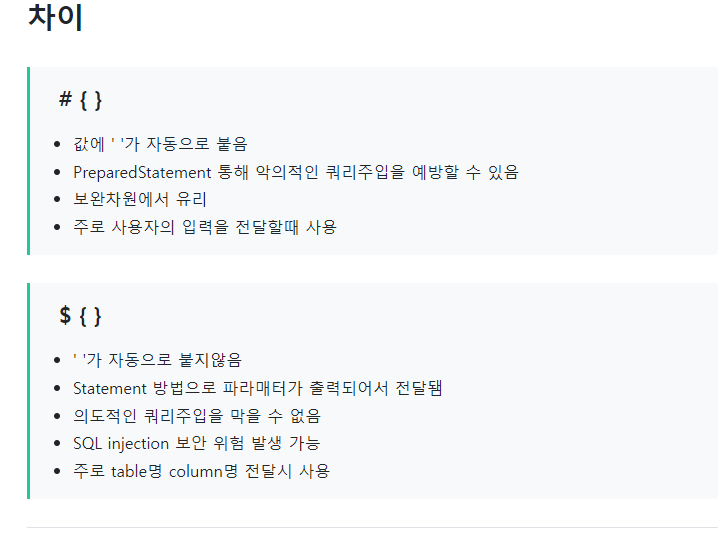 차이
# { }
값에 ' '가 자동으로 붙음
PreparedStatement 통해 악의적인 쿼리주입을 예방할 수 있음
보완차원에서 유리
주로 사용자의 입력을 전달할때 사용
$ { }
' '가 자동으로 붙지않음
Statement 방법으로 파라매터가 출력되어서 전달됌
의도적인 쿼리주입을 막을 수 없음
SQL injection 보안 위험 발생 가능
주로 table명 column명 전달시 사용